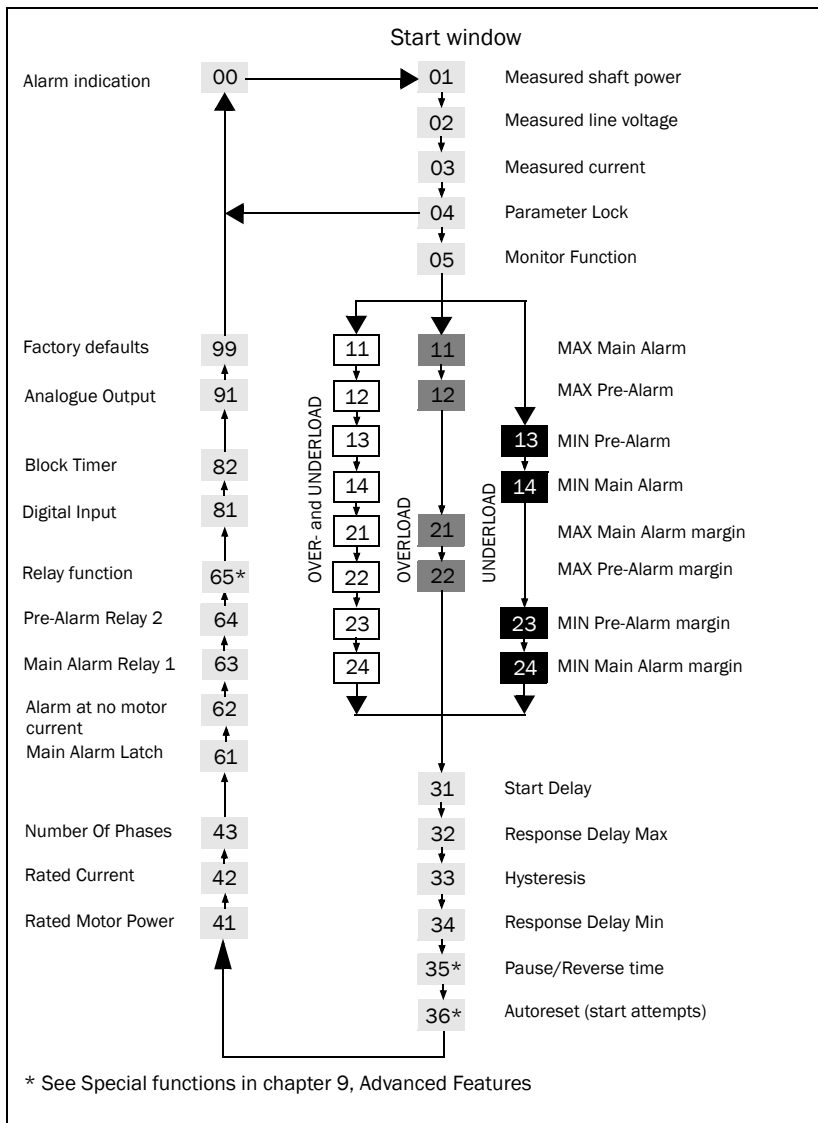 Start window
Alarm indication 00 01 Measured shaft power
02 Measured line voltage
03 Measured current
04 Parameter Lock
05 Monitor Function
Factory defaults 99 11 11 MAX Main Alarm
Analogue Output 91 12 12 MAX Pre-Alarm
13 13 MIN Pre-Alarm
Block Timer 82 14 14 MIN Main Alarm
Digital Input 81 21 21 MAX Main Alarm margin
Relay function 65* 22 22 MAX Pre-Alarm margin
Pre-Alarm Relay 2 64 23 23 MIN Pre-Alarm margin
Main Alarm Relay 1 63 24 24 MIN Main Alarm margin
OVER- and UNDERLOAD
OVERLOAD
UNDERLOAD
Alarm at no motor
current 62
Main Alarm Latch 61
31 Start Delay
Number Of Phases 43 32 Response Delay Max
Rated Current 42 33 Hysteresis
Rated Motor Power 41 34 Response Delay Min
35* Pause/Reverse time
36* Autoreset (start attempts)
* See Special functions in chapter 9, Advanced Features